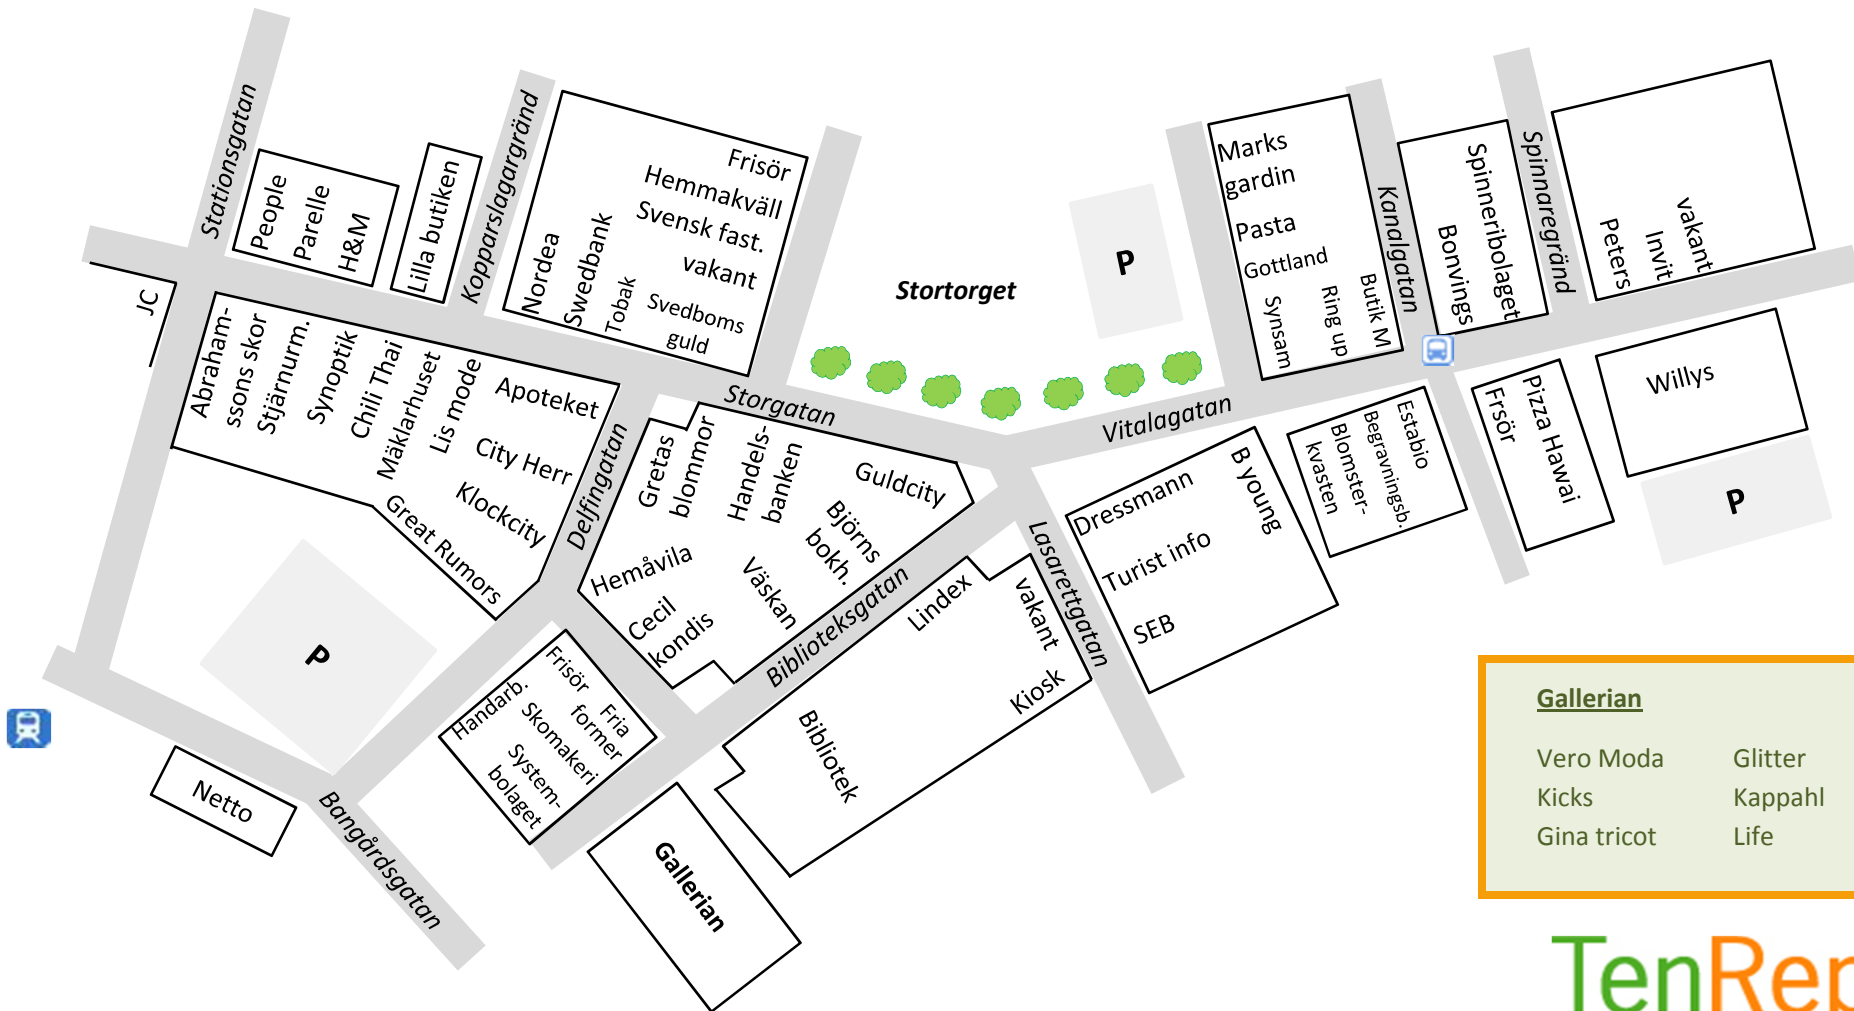 Stationsgatan
People
Parelle
H&M
Lilla butiken
Kopparslagargränd
Nordea
Swedbank
Tobak
Frisör
Hemmakväll
Svensk fast.
vakant
Svedboms
guld
Stortorget
P
Marks
gardin
Pasta
Gottland
Synsam
Ring up
Butik M
Kanalgatan
Bonvings
Spinneribolaget
Spinnaregränd
Peters
Invit
vakant
JC
Abraham-
ssons skor
Stjärnurm.
Synoptik
Chili Thai
Mäklarhuset
Lis mode
Apoteket
City Herr
Klockcity
Great Rumors
Delfingatan
Storgatan
Gretas
blommor
Handels-
banken
Guldcity
Björns
bokh.
Väskan
Hemåvila
Cecil
kondis
Biblioteksgatan
Vitalagatan
Lasarettgatan
Dressmann
B young
Turist info
SEB
Blomster-
kvasten
Begravningsb.
Estabio
Frsör
Pizza Hawai
Willys
P
P
Lindex
vakant
Kiosk
Bibliotek
Handarb.
Frisör
Skomakeri
Fria
former
System-
bolaget
Netto
Bangårdsgatan
Gallerian
Gallerian
Vero Moda Glitter
Kicks Kappahl
Gina tricot Life
TenRep